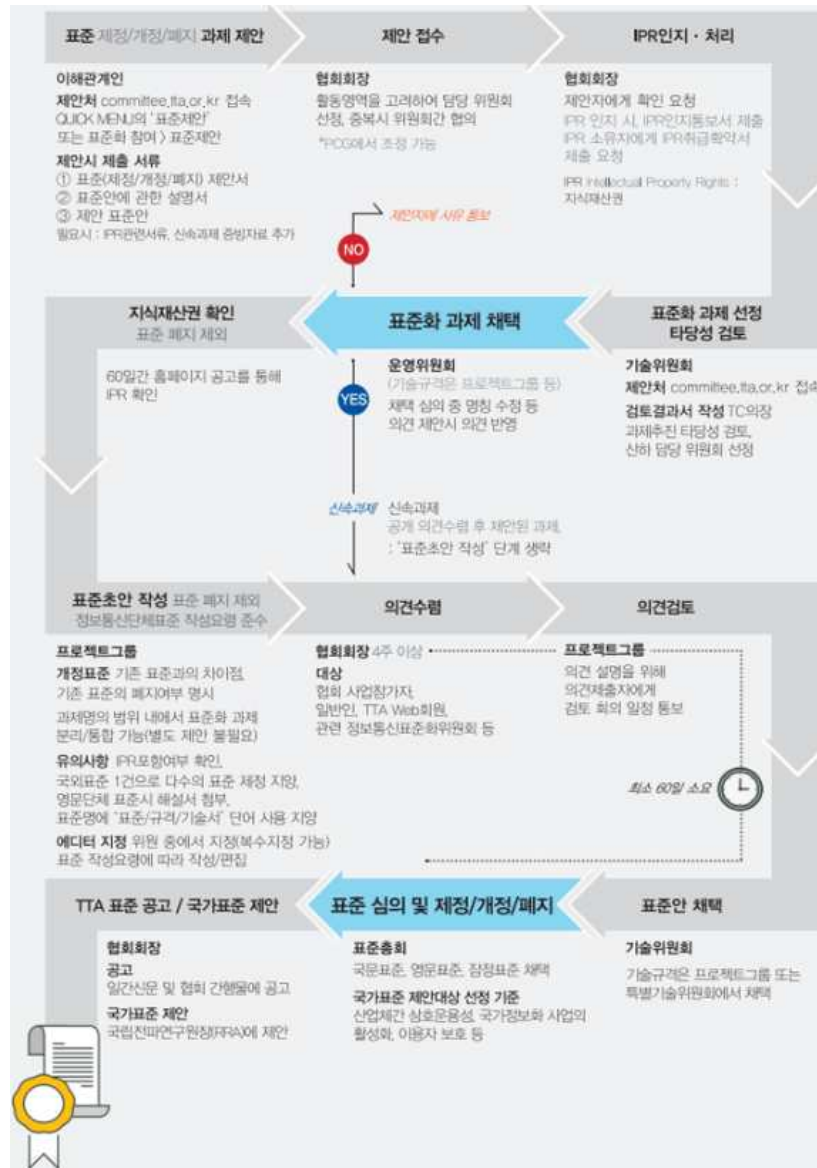 표준 제정/개정/폐지 과제 제안
이해관계인
제안처 committee.tta.or.kr 접속
QUICK MENU의 '표준제안'
또는 표준화 참여 > 표준제안
제안시 제출 서류
① 표준(제정/개정/폐지) 제안서
② 표준안에 관한 설명서
③ 제안 표준안
필요시 : IPR관련서류, 신속과제 증빙자료 추가
제안 접수
협회회장
활동영역을 고려하여 담당 위원회
선정, 중복시 위원회간 협의
*PCG에서 조정 가능
IPR인지 · 처리
협회회장
제안자에게 확인 요청
IPR 인지 시, IPR인지통보서 제출
IPR 소유자에게 IPR취급확약서
제출 요청
IPR Intellectual Property Rights :
지식재산권
표준화 과제 선정
타당성 검토
기술위원회
제안처 committee.tta.or.kr 접속
검토결과서 작성 TC의장
과제추진 타당성 검토,
산하 담당 위원회 선정
표준화 과제 채택
NO
제안자에 사유 통보
운영위원회
(기술규격은 프로젝트그룹 등)
채택 심의 중 명칭 수정 등
의견 제안시 의견 반영
YES
신속과제
신속과제
공개 의견수렴 후 제안된 과제,
: '표준초안 작성' 단계 생략
지식재산권 확인
표준 폐지 제외
60일간 홈페이지 공고를 통해
IPR 확인
표준초안 작성 표준 폐지 제외
정보통신단체표준 작성요령 준수
프로젝트그룹
개정표준 기존 표준과의 차이점,
기존 표준의 폐지여부 명시
과제명의 범위 내에서 표준화 과제
분리/통합 가능(별도 제안 불필요)
유의사항 IPR포함여부 확인,
국외표준 1건으로 다수의 표준 제정 지양,
영문단체 표준시 해설서 첨부,
표준명에 '표준/규격/기술서' 단어 사용 지양
에디터 지정 위원 중에서 지정(복수지정 가능)
표준 작성요령에 따라 작성/편집
의견수렴
협회회장 4주 이상
대상
협회 사업참가자,
일반인, TTA Web회원,
관련 정보통신표준화위원회 등
의견검토
프로젝트그룹
의견 설명을 위해
의견제출자에게
검토 회의 일정 통보
최소 60일 소요
표준안 채택
기술위원회
기술규격은 프로젝트그룹 또는
특별기술위원회에서 채택
표준 심의 및 제정/개정/폐지
표준총회
국문표준, 영문표준, 잠정표준 채택
국가표준 제안대상 선정 기준
산업체간 상호운용성, 국가정보화 사업의
활성화, 이용자 보호 등
TTA 표준 공고 / 국가표준 제안
협회회장
공고
일간신문 및 협회 간행물에 공고
국가표준 제안
국립전파연구원장(RRA)에 제안